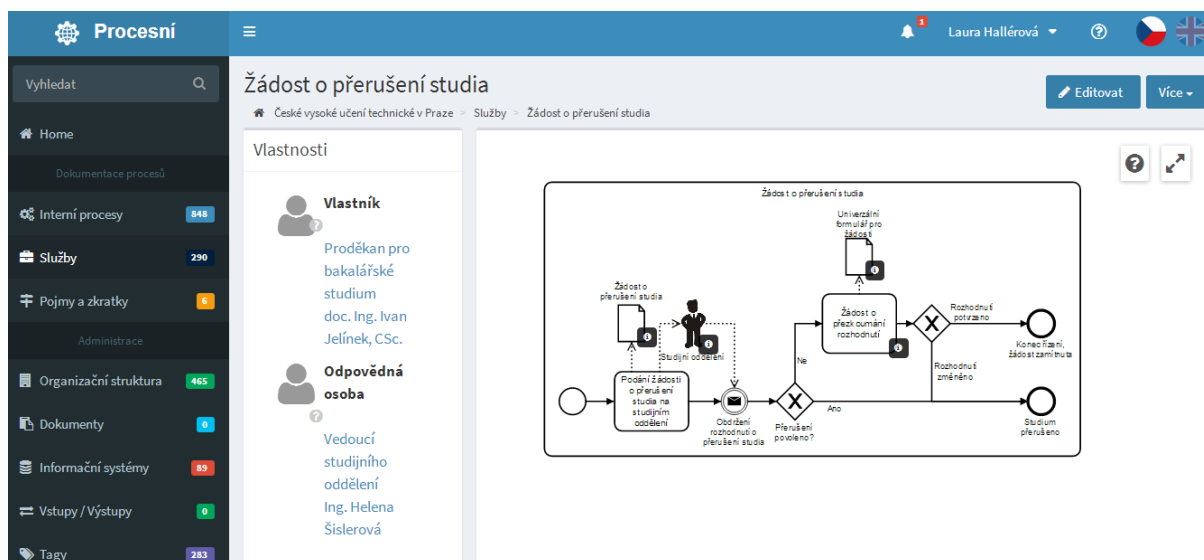 Procesní
1
Laura Hallérová
Vyhledat
Žádost o přerušení studia
Editovat
Více
České vysoké učení technické v Praze > Služby > Žádost o přerušení studia
Home
Dokumentace procesů
Interní procesy 848
Služby 290
Pojmy a zkratky 6
Administrace
Organizační struktura 465
Dokumenty 0
Informační systémy 89
Vstupy / Výstupy 0
Tagy 283
Vlastnosti
Vlastník
Proděkan pro
bakalářské
studium
doc. Ing. Ivan
Jelínek, CSc.
Odpovědná
osoba
Vedoucí
studijního
oddělení
Ing. Helena
Šislerová
Žádost o přerušení studia
Univerzální
formulář pro
žádosti
Žádost o
přerušení studia
Studijní oddělení
Podání žádosti
o přerušení
studia na
studijním
oddělení
Obdržení
rozhodnutí o
přerušení studia
Přerušení
povoleno?
Ne
Ano
Žádost o
přezkoumání
rozhodnutí
Rozhodnutí
potvrzeno
Rozhodnutí
změněno
Konec řízení,
žádost zamítnuta
Studium
přerušeno